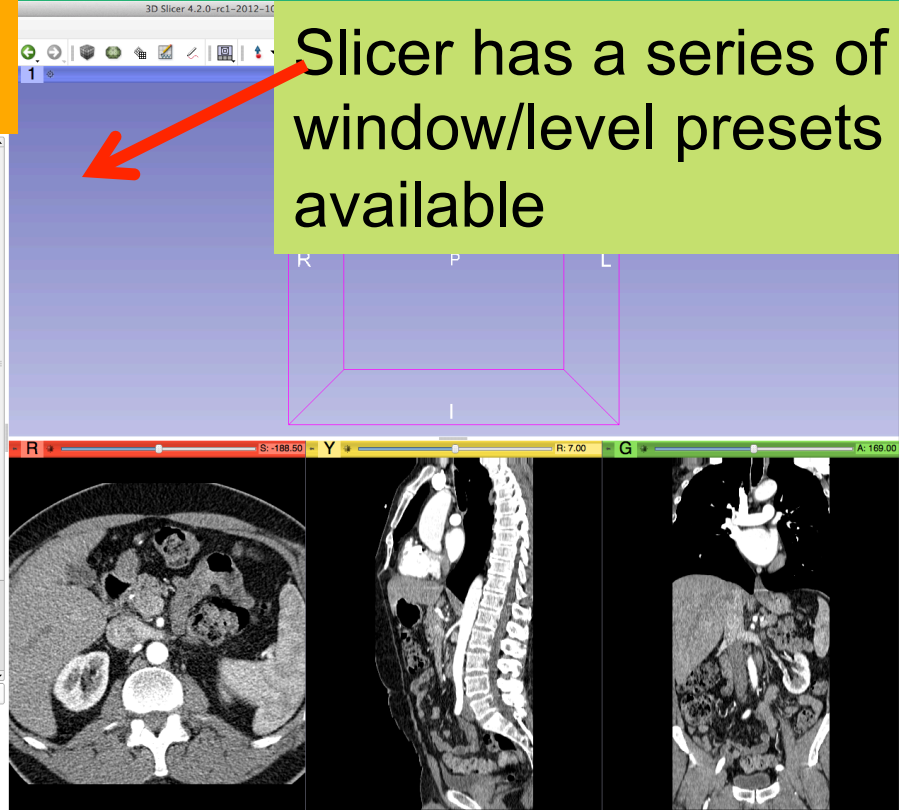 3D Slicer 4.2.0-rc1-2012-10
Slicer has a series of
window/level presets
available
1
R P L
I
R S: -188.50 Y R: 7.00 G A: 169.00